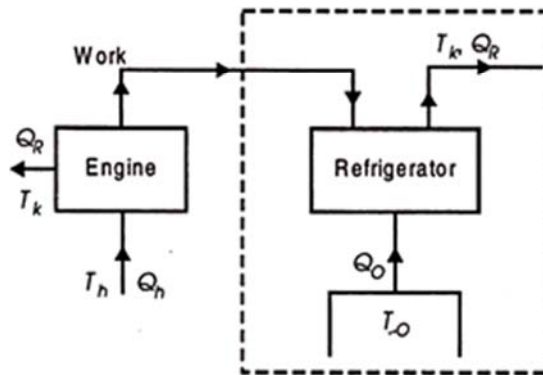 Work
T_k, Q_R
Q_R
Engine
Refrigerator
T_k
Q_O
T_h Q_h
T_O